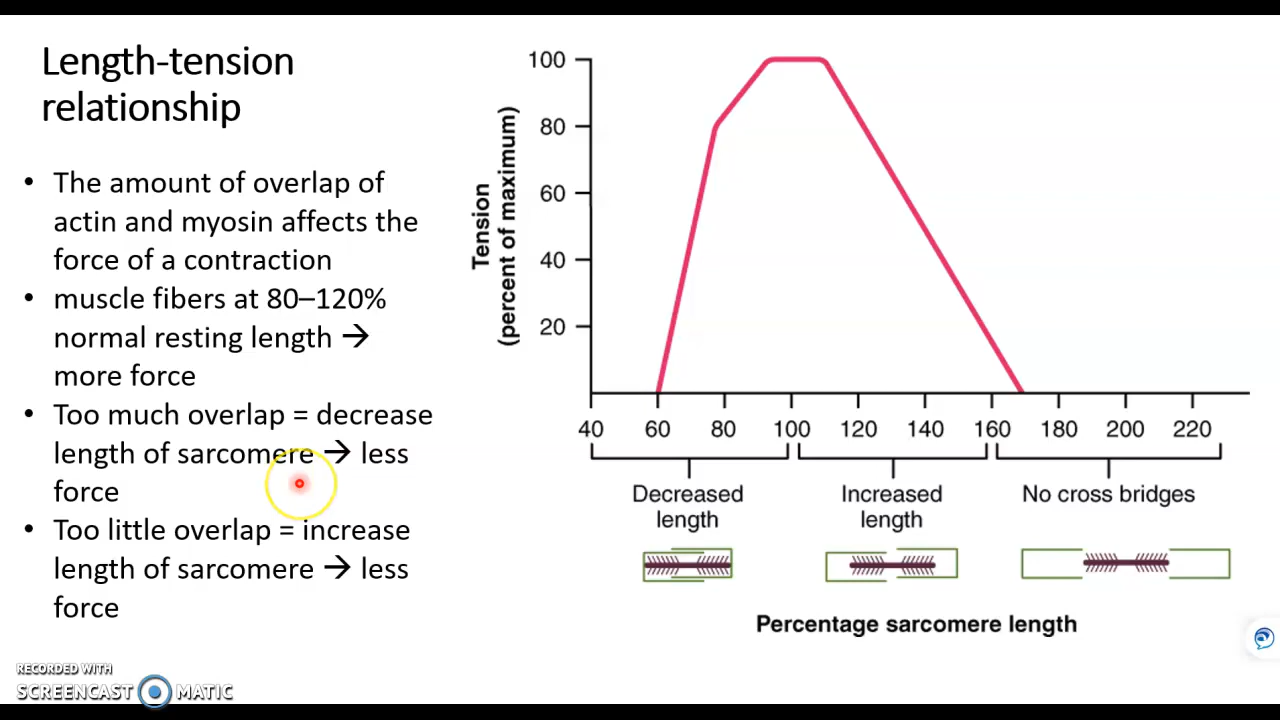 Length-tension
relationship
• The amount of overlap of
actin and myosin affects the
force of a contraction
• muscle fibers at 80–120%
normal resting length →
more force
• Too much overlap = decrease
length of sarcomere → less
force
• Too little overlap = increase
length of sarcomere → less
force
Tension
(percent of maximum)
100
80
60
40
20
40 60 80 100 120 140 160 180 200 220
Decreased
length
Increased
length
No cross bridges
Percentage sarcomere length
RECORDED WITH
SCREENCAST MATIC